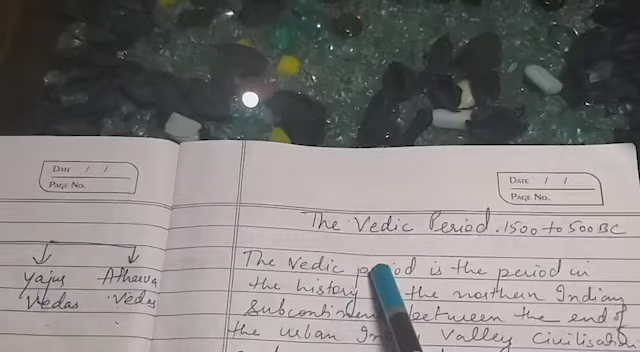 DATE / /
PAGE NO.
Yajus Atharva
Vedas Vedas
DATE / /
PAGE NO.
The Vedic Period. 1500 to 500 BC
The Vedic period is the period in
the history the northern Indian
Subcontinent between the end of
the urban Valley Civilisation